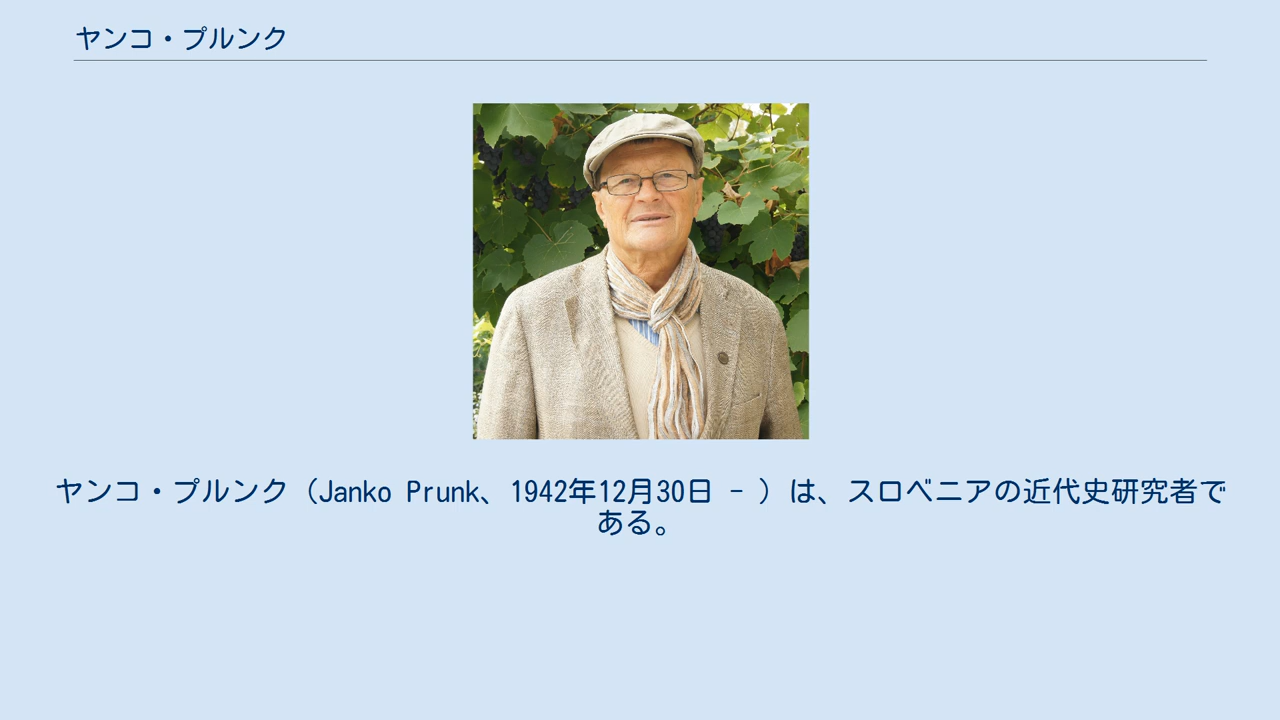 ヤンコ・プルンク
ヤンコ・プルンク（Janko Prunk、1942年12月30日 - ）は、スロベニアの近代史研究者で
ある。